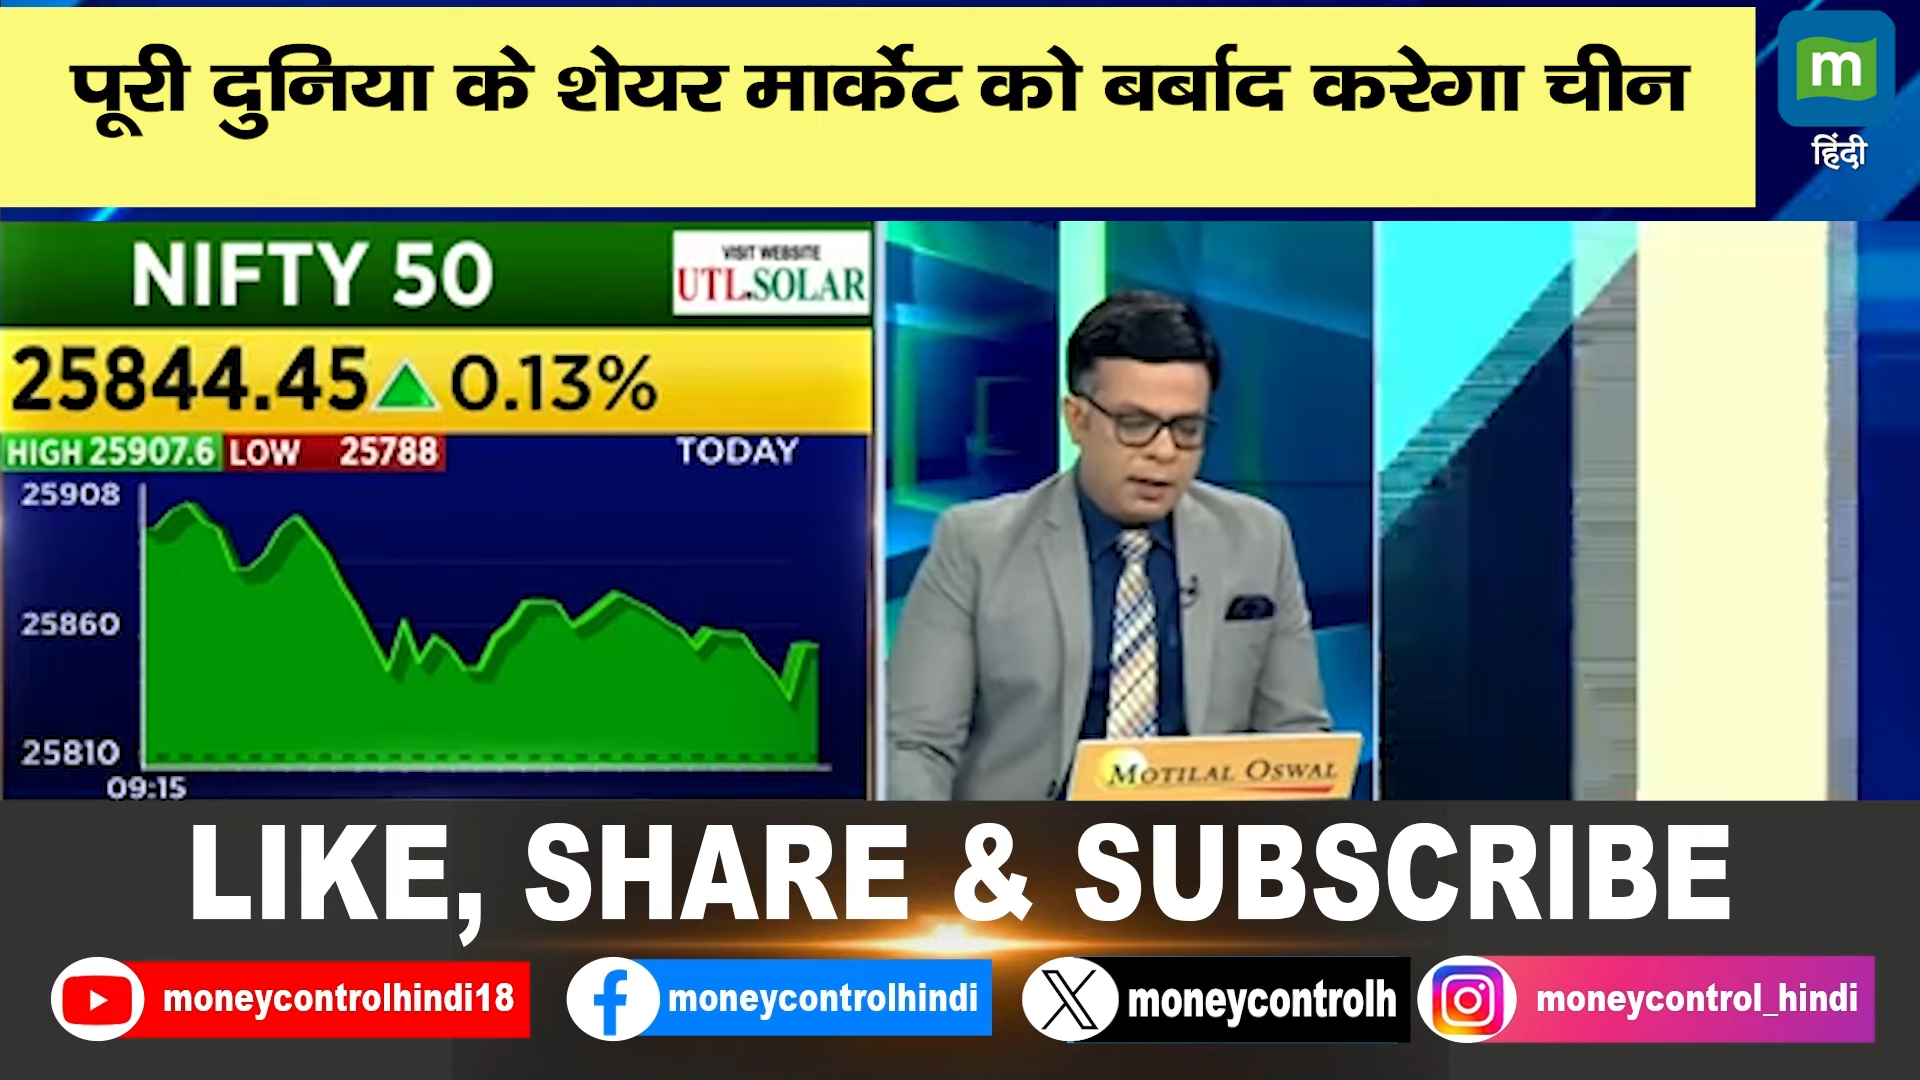 पूरी दुनिया के शेयर मार्केट को बर्बाद करेगा चीन
m
हिंदी
NIFTY 50
VISIT WEBSITE
UTL.SOLAR
25844.45 0.13%
HIGH 25907.6 LOW 25788 TODAY
25908
25860
25810
09:15
MOTILAL OSWAL
LIKE, SHARE & SUBSCRIBE
moneycontrolhindi18 moneycontrolhindi moneycontrolh moneycontrol_hindi